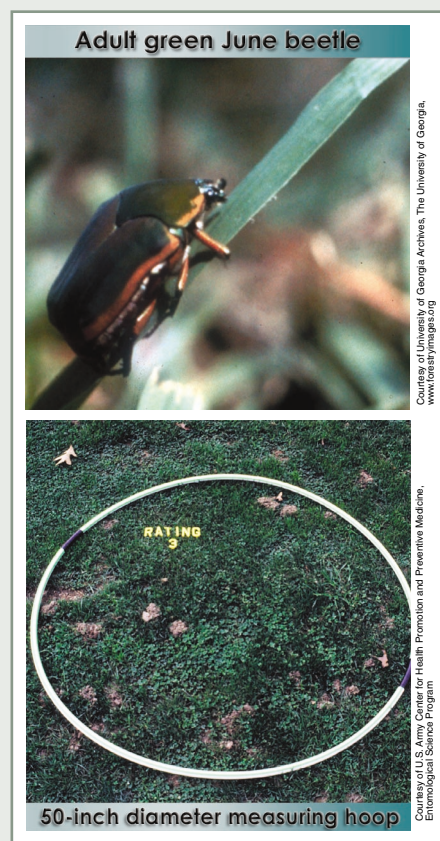 Adult green June beetle
Courtesy of University of Georgia Archives, The University of Georgia,
www.forestryimages.org
RATING
3
Courtesy of U.S. Army Center for Health Promotion and Preventive Medicine,
Entomological Science Program
50-inch diameter measuring hoop